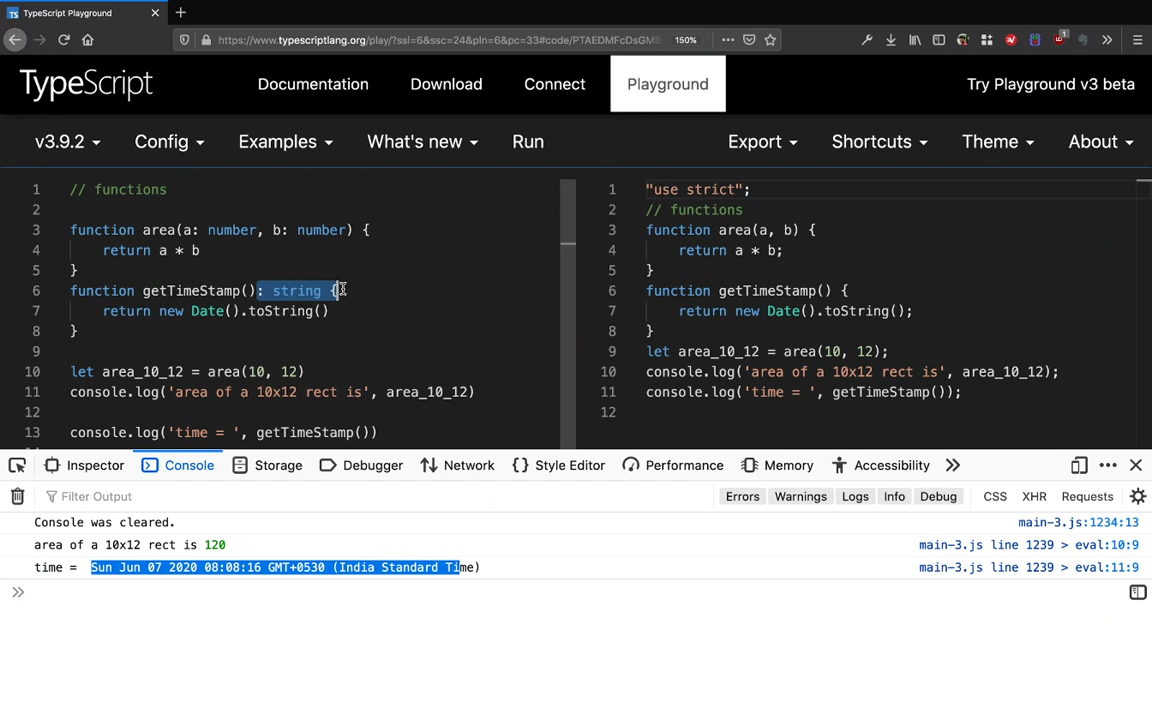 TS TypeScript Playground
https://www.typescriptlang.org/play/?ssl=6&ssc=24&pln=6&pc=33#code/PTAEDMFcDsGMB
150%
1
TypeScript
Documentation
Download
Connect
Playground
Try Playground v3 beta
v3.9.2
Config
Examples
What's new
Run
Export
Shortcuts
Theme
About
1 // functions
2
3 function area(a: number, b: number) {
4 return a * b
5 }
6 function getTimeStamp(): string {
7 return new Date().toString()
8 }
9
10 let area_10_12 = area(10, 12)
11 console.log('area of a 10x12 rect is', area_10_12)
12
13 console.log('time = ', getTimeStamp())
1 "use strict";
2 // functions
3 function area(a, b) {
4 return a * b;
5 }
6 function getTimeStamp() {
7 return new Date().toString();
8 }
9 let area_10_12 = area(10, 12);
10 console.log('area of a 10x12 rect is', area_10_12);
11 console.log('time = ', getTimeStamp());
12
Inspector
Console
Storage
Debugger
Network
Style Editor
Performance
Memory
Accessibility
Filter Output
Errors
Warnings
Logs
Info
Debug
CSS
XHR
Requests
Console was cleared. main-3.js:1234:13
area of a 10x12 rect is 120 main-3.js line 1239 > eval:10:9
time = Sun Jun 07 2020 08:08:16 GMT+0530 (India Standard Time) main-3.js line 1239 > eval:11:9